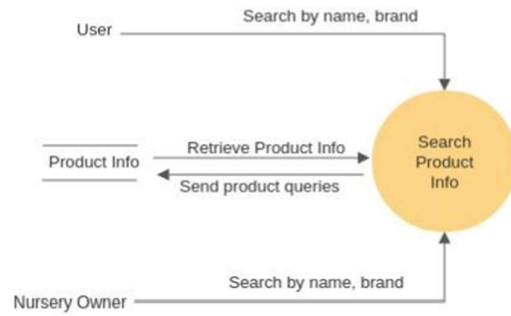 Search by name, brand
User
Search
Product
Info
Retrieve Product Info
Product Info
Send product queries
Search by name, brand
Nursery Owner